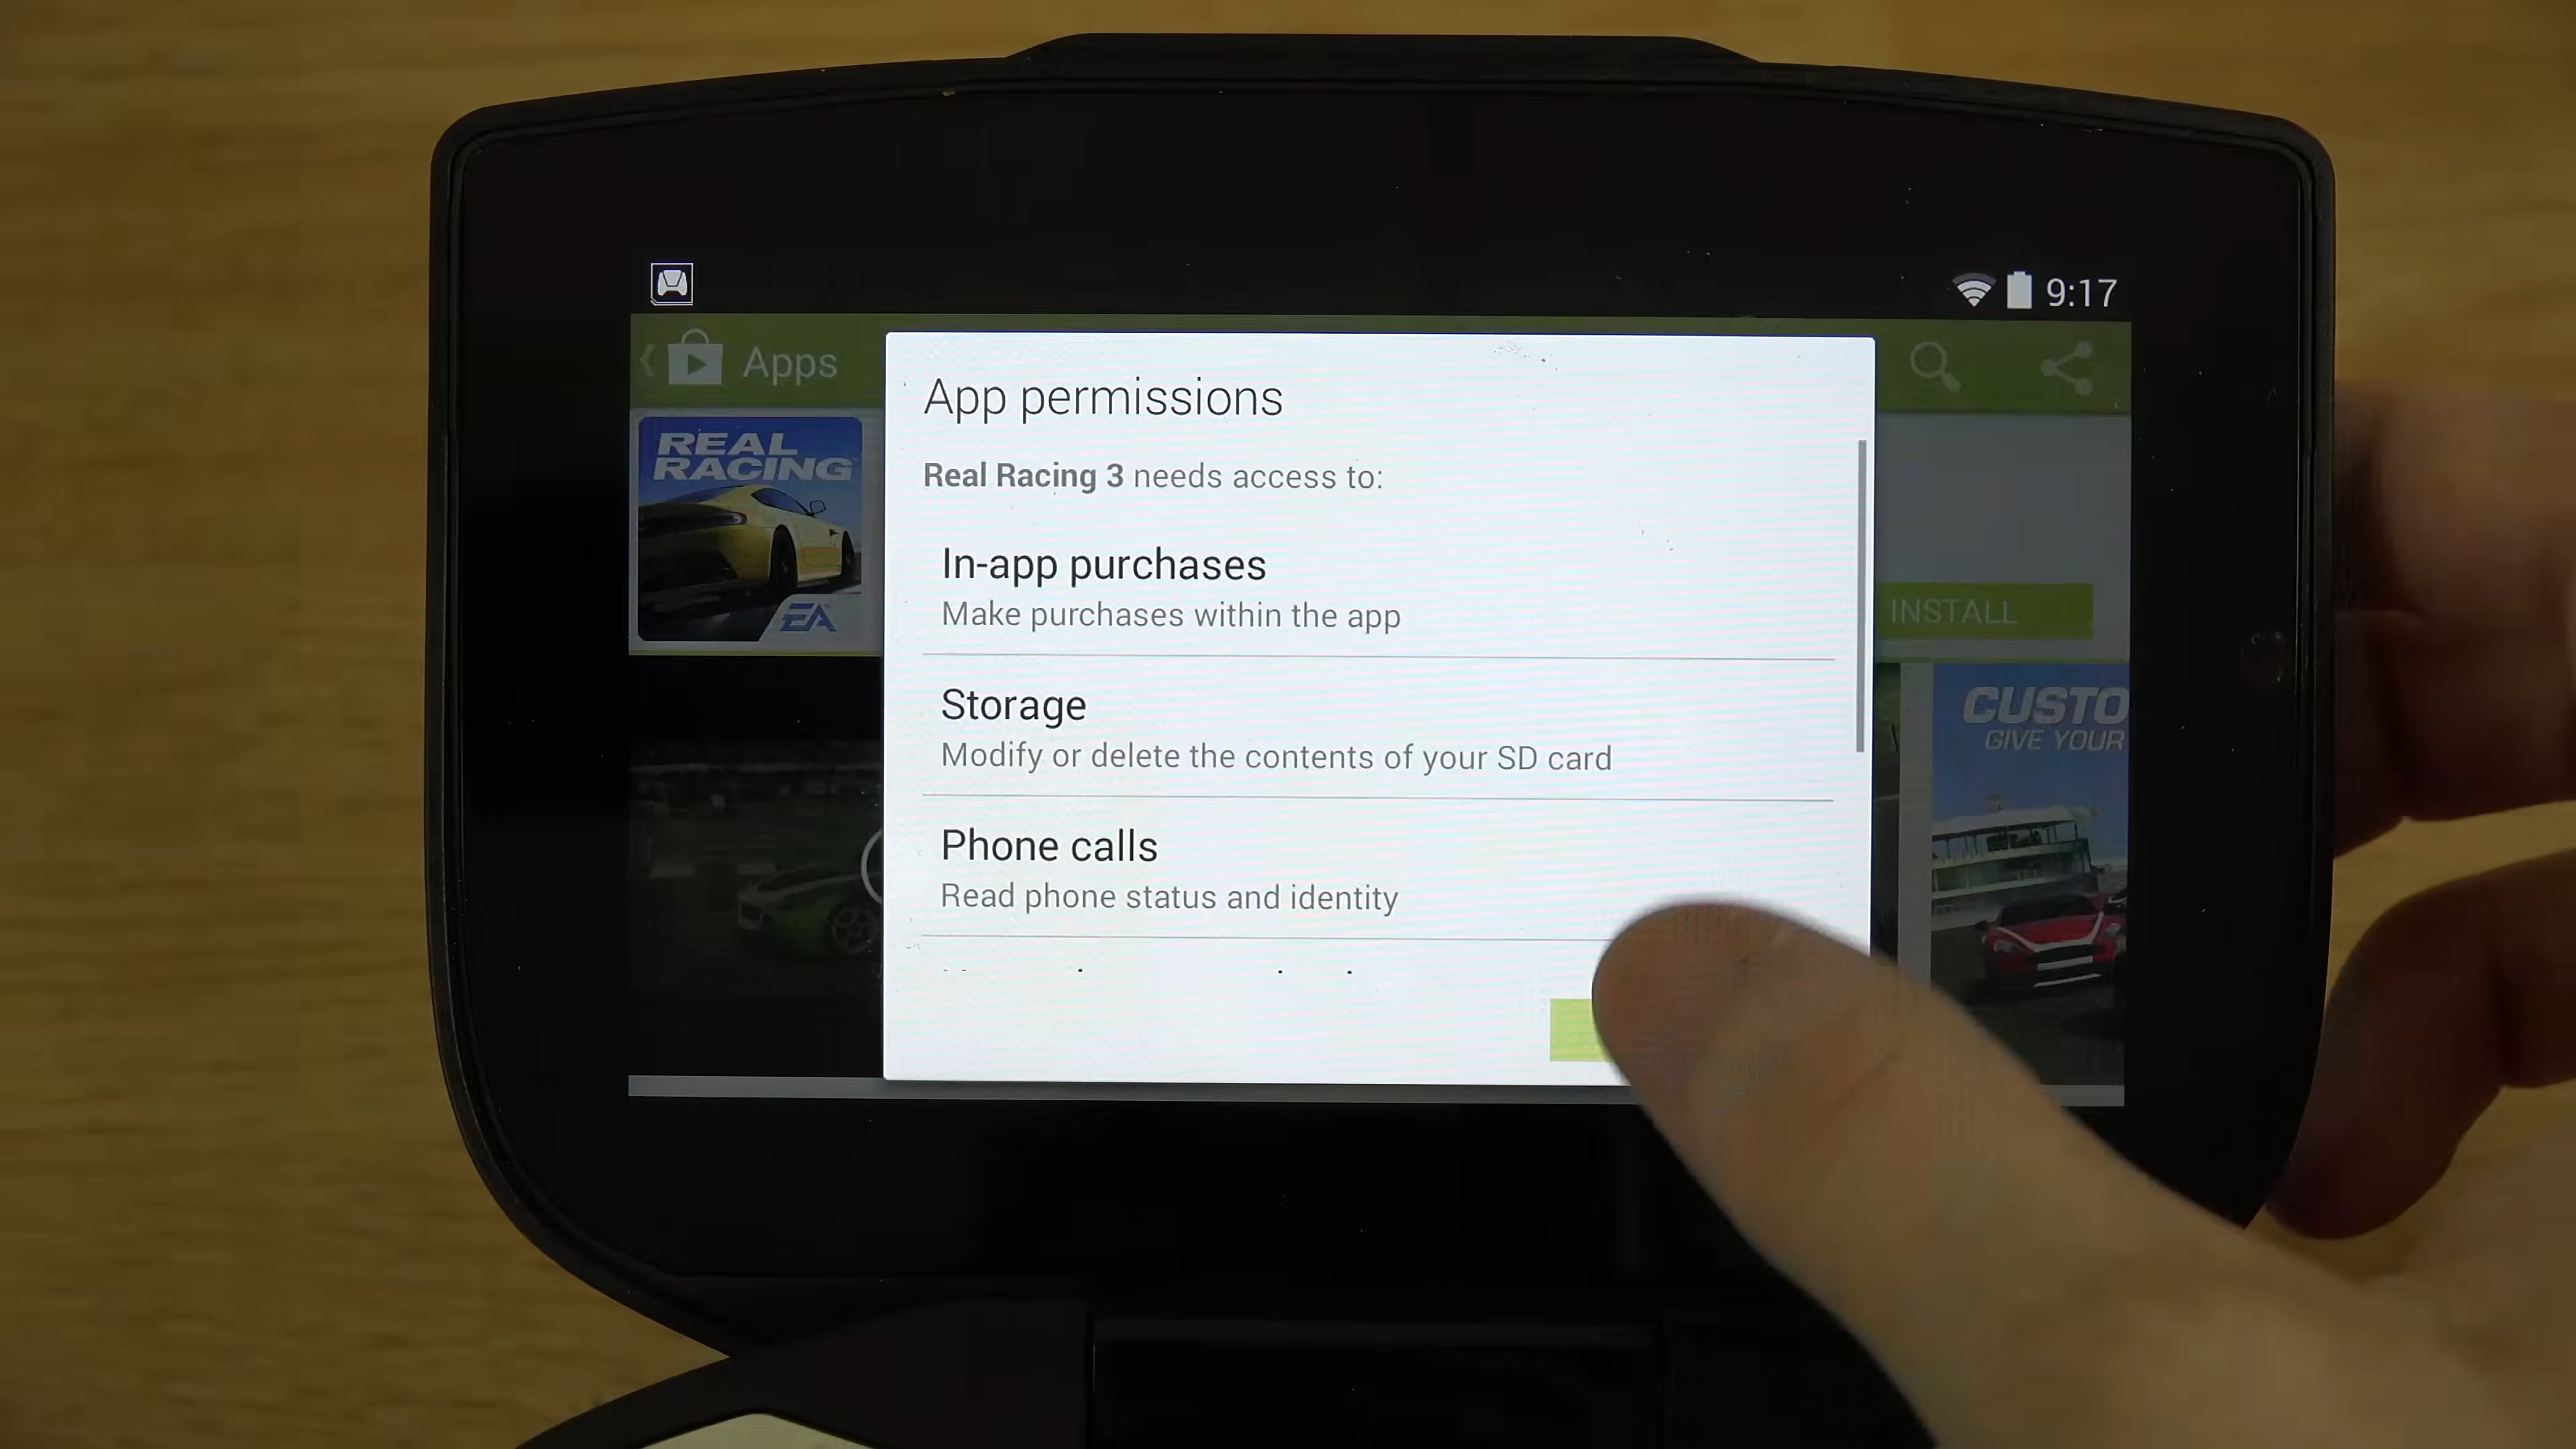 9:17
Apps
App permissions
REAL
RACING
Real Racing 3 needs access to:
EA
In-app purchases
Make purchases within the app
INSTALL
Storage
Modify or delete the contents of your SD card
CUSTO
GIVE YOUR
Phone calls
Read phone status and identity